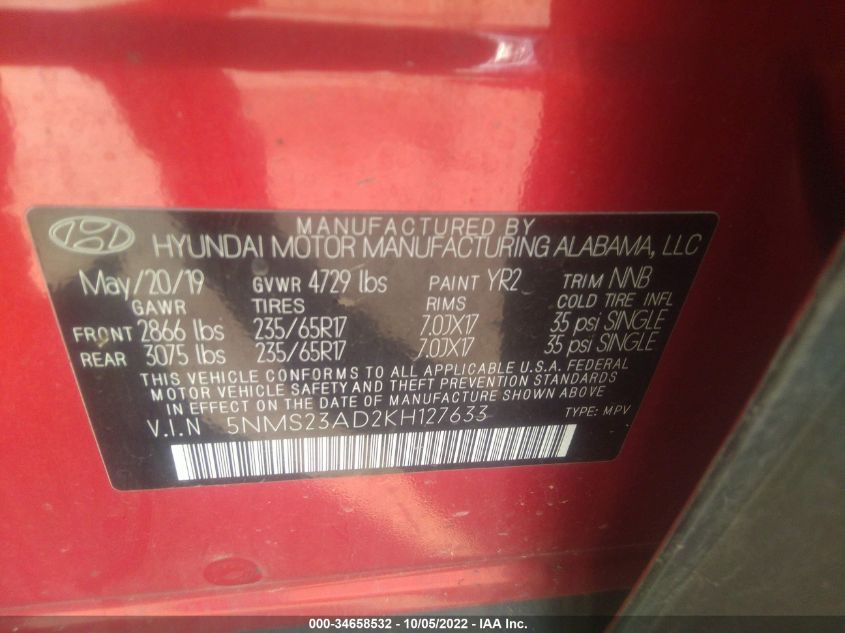 MANUFACTURED BY
HYUNDAI MOTOR MANUFACTURING ALABAMA, LLC
May/20/19 GVWR 4729 lbs PAINT YR2 TRIM NNB
GAWR TIRES RIMS COLD TIRE INFL
FRONT 2866 lbs 235/65R17 7.0JX17 35 psi SINGLE
REAR 3075 lbs 235/65R17 7.0JX17 35 psi SINGLE
THIS VEHICLE CONFORMS TO ALL APPLICABLE U.S.A. FEDERAL
MOTOR VEHICLE SAFETY AND THEFT PREVENTION STANDARDS
IN EFFECT ON THE DATE OF MANUFACTURE SHOWN ABOVE
V.I.N 5NMS23AD2KH127633 TYPE: MPV
000-34658532 - 10/05/2022 - IAA Inc.